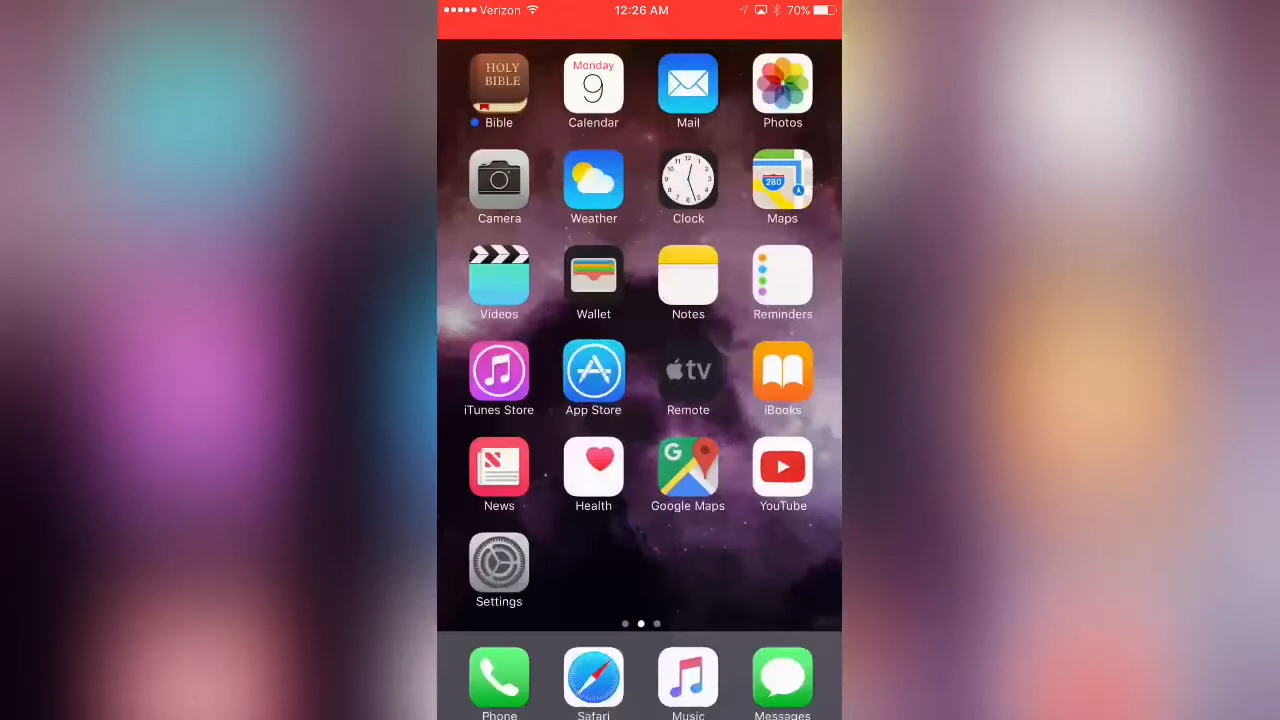 Verizon 12:26 AM 70%
HOLY
BIBLE
Monday
9
Bible Calendar Mail Photos
280
Camera Weather Clock Maps
Videos Wallet Notes Reminders
tv
iTunes Store App Store Remote iBooks
G
News Health Google Maps YouTube
Settings
Phone Safari Music Messages